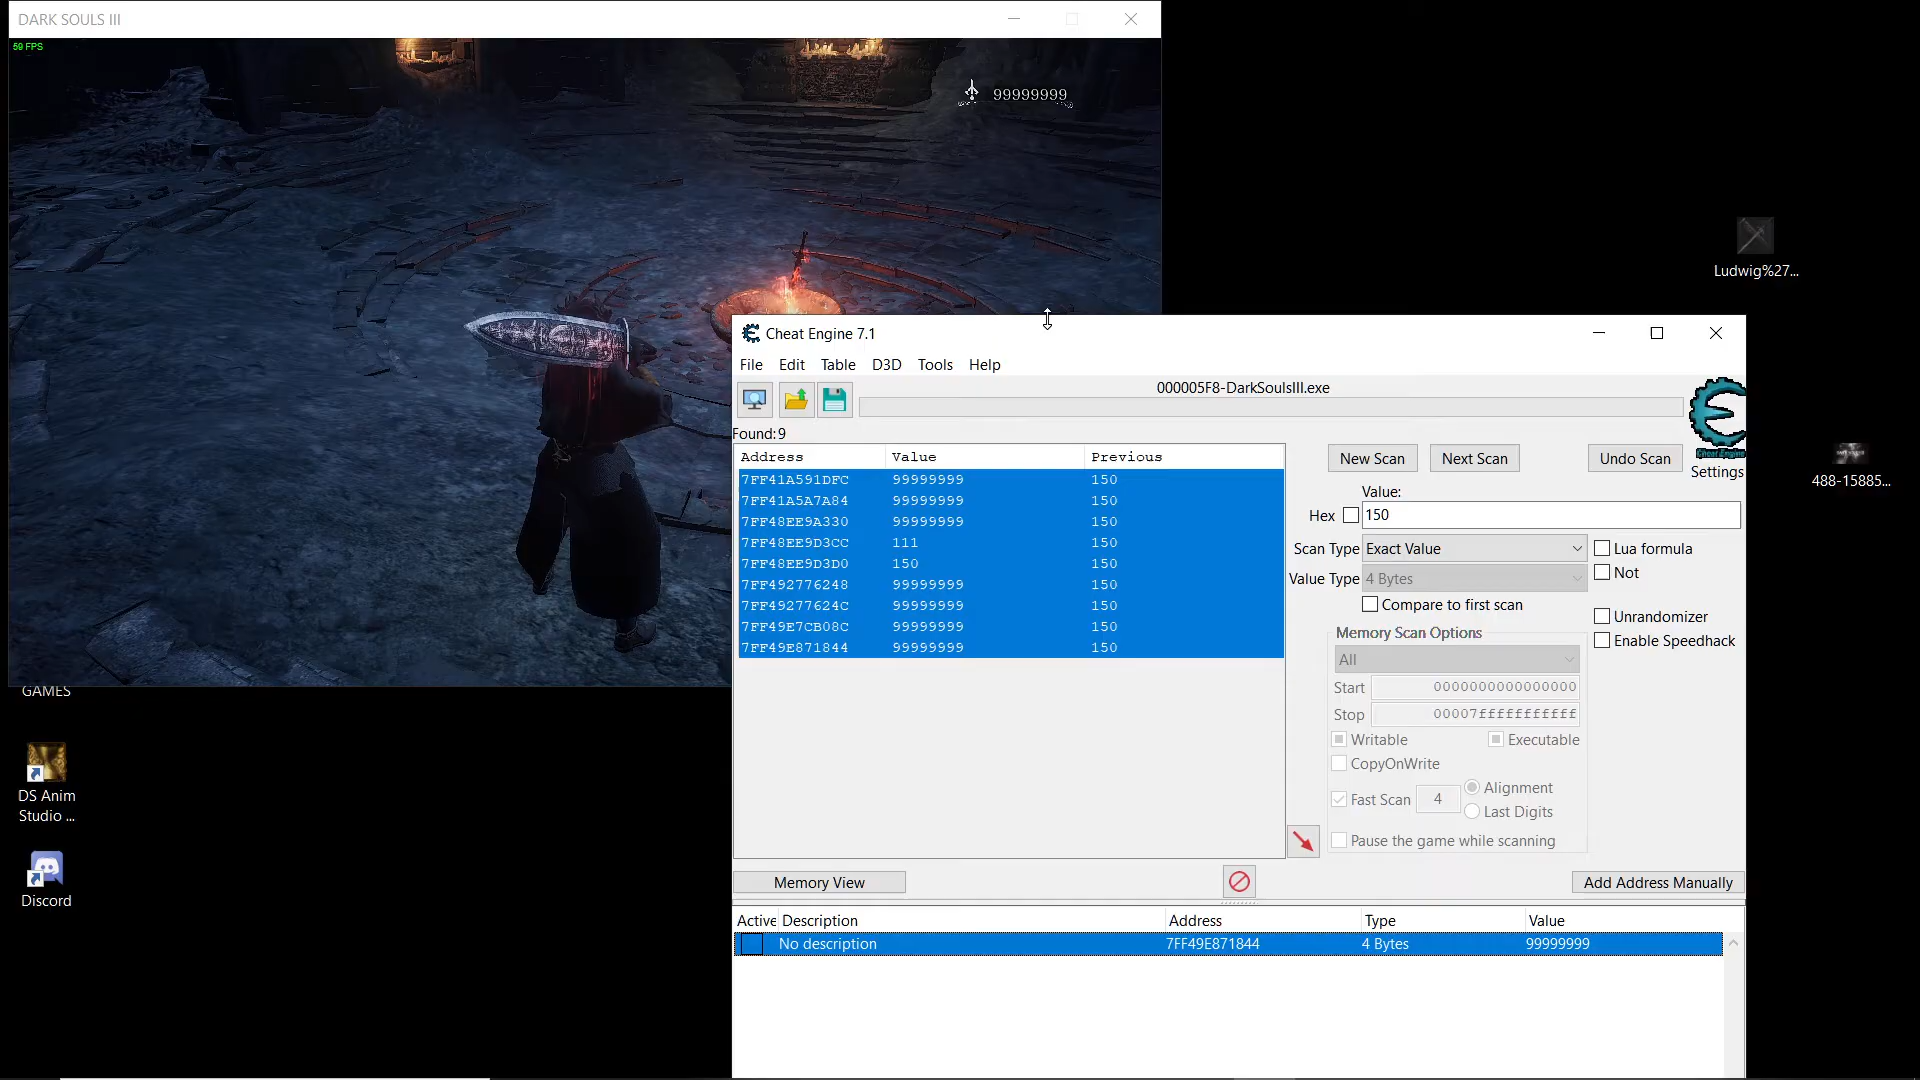 DARK SOULS III
59 FPS
99999999
Ludwig%27...
488-15885...
GAMES
DS Anim
Studio ...
Discord
Cheat Engine 7.1
File Edit Table D3D Tools Help
000005F8-DarkSoulsIII.exe
Found:9
Address Value Previous
7FF41A591DFC 99999999 150
7FF41A5A7A84 99999999 150
7FF48EE9A330 99999999 150
7FF48EE9D3CC 111 150
7FF48EE9D3D0 150 150
7FF492776248 99999999 150
7FF49277624C 99999999 150
7FF49E7CB08C 99999999 150
7FF49E871844 99999999 150
New Scan Next Scan Undo Scan
Cheat Engine
Settings
Value:
Hex 150
Scan Type Exact Value Lua formula
Value Type 4 Bytes Not
Compare to first scan
Unrandomizer
Enable Speedhack
Memory Scan Options
All
Start 0000000000000000
Stop 00007fffffffffff
Writable Executable
CopyOnWrite
Fast Scan 4 Alignment
Last Digits
Pause the game while scanning
Memory View Add Address Manually
Active Description Address Type Value
No description 7FF49E871844 4 Bytes 99999999